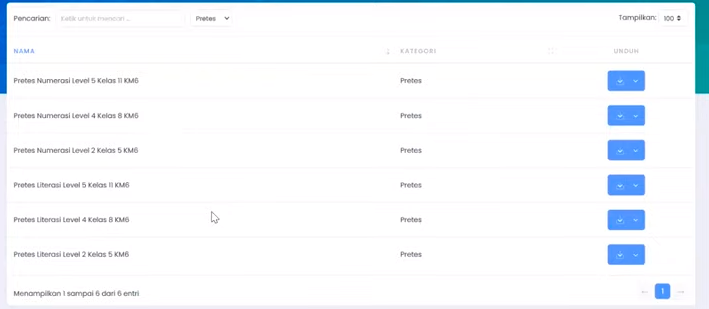 Pencarian: Ketik untuk mencari ... Pretes Tampilkan: 100
NAMA KATEGORI UNDUH
Pretes Numerasi Level 5 Kelas 11 KM6 Pretes
Pretes Numerasi Level 4 Kelas 8 KM6 Pretes
Pretes Numerasi Level 2 Kelas 5 KM6 Pretes
Pretes Literasi Level 5 Kelas 11 KM6 Pretes
Pretes Literasi Level 4 Kelas 8 KM6 Pretes
Pretes Literasi Level 2 Kelas 5 KM6 Pretes
Menampilkan 1 sampai 6 dari 6 entri 1